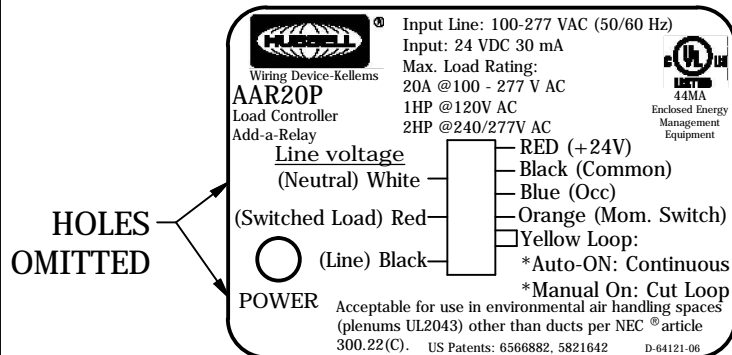 HUBBELL ®
Wiring Device-Kellems
AAR20P
Load Controller
Add-a-Relay
Input Line: 100-277 VAC (50/60 Hz)
Input: 24 VDC 30 mA
Max. Load Rating:
20A @100 - 277 V AC
1HP @120V AC
2HP @240/277V AC
C UL US
LISTED
44MA
Enclosed Energy
Management
Equipment
Line voltage
(Neutral) White
(Switched Load) Red
(Line) Black
RED (+24V)
Black (Common)
Blue (Occ)
Orange (Mom. Switch)
Yellow Loop:
*Auto-ON: Continuous
*Manual On: Cut Loop
HOLES
OMITTED
POWER
Acceptable for use in environmental air handling spaces
(plenums UL2043) other than ducts per NEC ® article
300.22(C). US Patents: 6566882, 5821642 D-64121-06